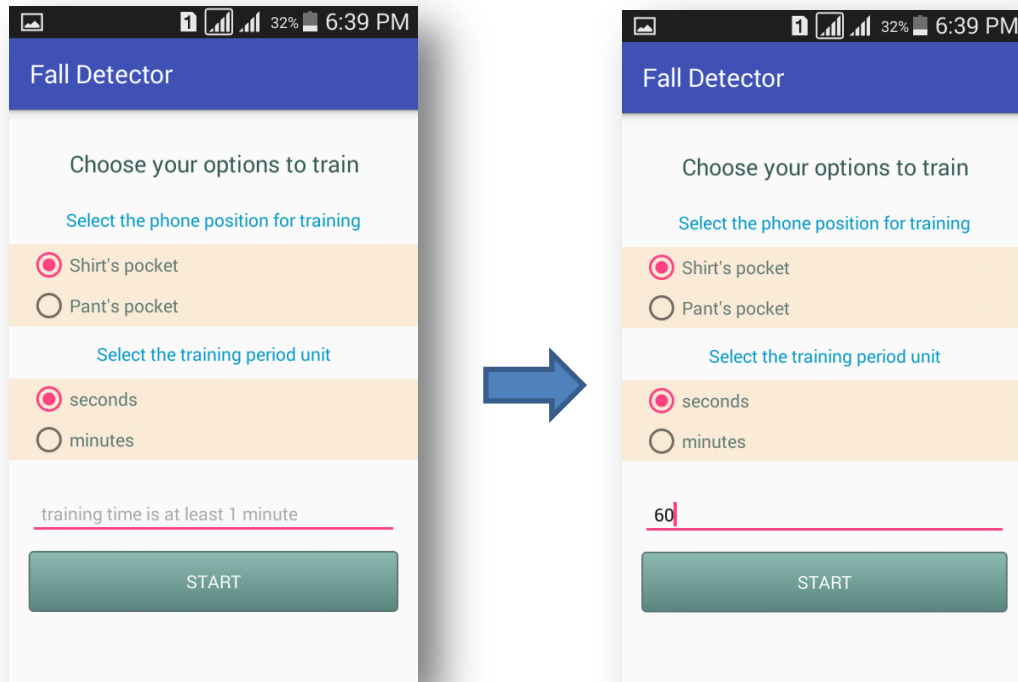 1 32% 6:39 PM
Fall Detector
Choose your options to train
Select the phone position for training
Shirt's pocket
Pant's pocket
Select the training period unit
seconds
minutes
training time is at least 1 minute
START
1 32% 6:39 PM
Fall Detector
Choose your options to train
Select the phone position for training
Shirt's pocket
Pant's pocket
Select the training period unit
seconds
minutes
60
START